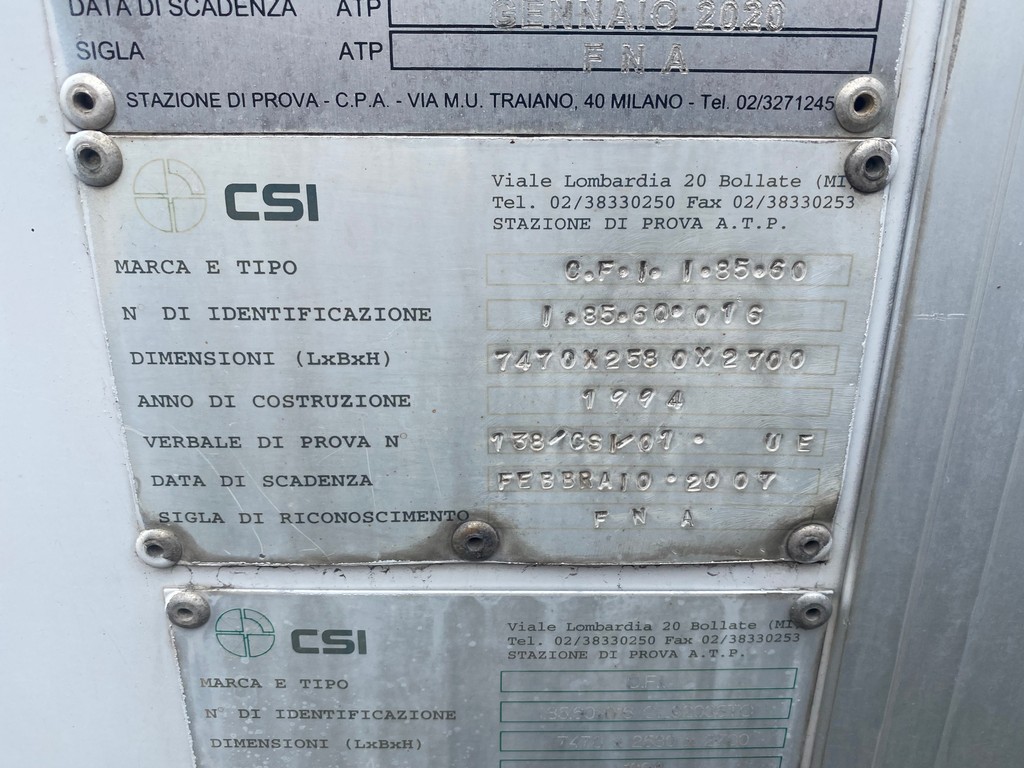 DATA DI SCADENZA ATP GENNAIO 2020
SIGLA ATP FNA
STAZIONE DI PROVA - C.P.A. - VIA M.U. TRAIANO, 40 MILANO - Tel. 02/3271245
CSI
Viale Lombardia 20 Bollate (MI)
Tel. 02/38330250 Fax 02/38330253
STAZIONE DI PROVA A.T.P.
MARCA E TIPO C.F.I. 1.85.60
N° DI IDENTIFICAZIONE 1.85.60.016
DIMENSIONI (LxBxH) 7470X2580X2700
ANNO DI COSTRUZIONE 1994
VERBALE DI PROVA N° 138/CSI/01. UE
DATA DI SCADENZA FEBBRAIO.2007
SIGLA DI RICONOSCIMENTO FNA
CSI
Viale Lombardia 20 Bollate (MI
Tel. 02/38330250 Fax 02/38330253
STAZIONE DI PROVA A.T.P.
MARCA E TIPO
N° DI IDENTIFICAZIONE
DIMENSIONI (LxBxH)